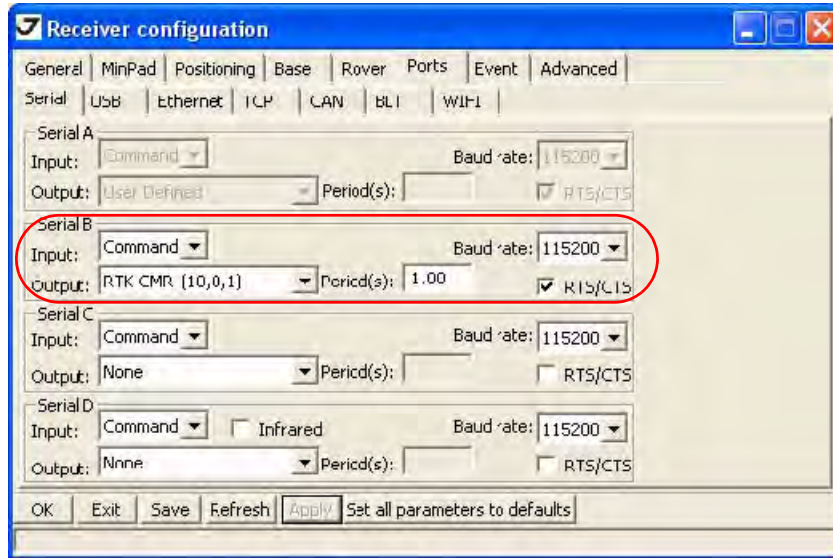 Receiver configuration
General MinPad Positioning Base Rover Ports Event Advanced
Serial USB Ethernet TCP CAN BLT WIFI
Serial A
Input: Command Baud rate: 115200
Output: User Defined Period(s): RTS/CTS
Serial B
Input: Command Baud rate: 115200
Output: RTK CMR (10,0,1) Period(s): 1.00 RTS/CTS
Serial C
Input: Command Baud rate: 115200
Output: None Period(s): RTS/CTS
Serial D
Input: Command Infrared Baud rate: 115200
Output: None Period(s): RTS/CTS
OK Exit Save Refresh Apply Set all parameters to defaults